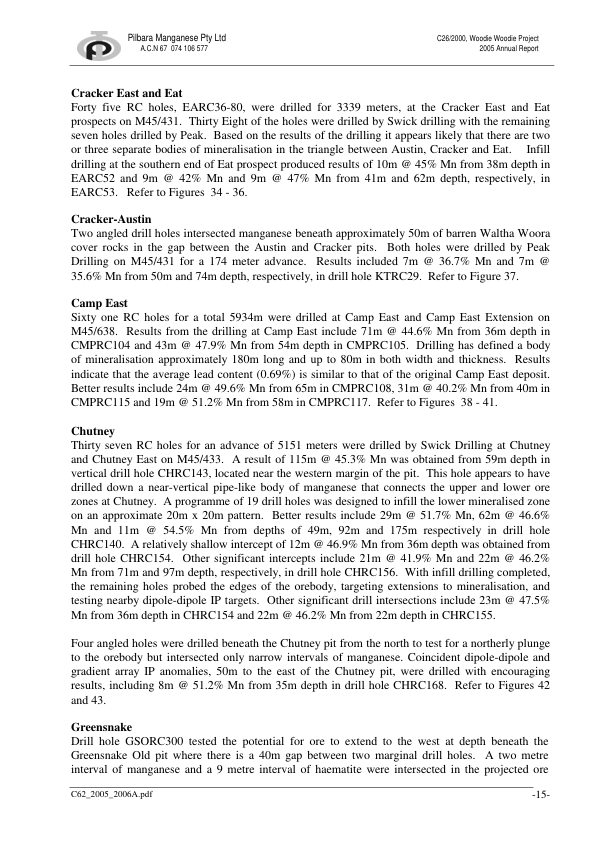 Pilbara Manganese Pty Ltd
A.C.N 67  074 106 577
C26/2000, Woodie Woodie Project
2005 Annual Report
Cracker East and Eat
Forty five RC holes, EARC36-80, were drilled for 3339 meters, at the Cracker East and Eat
prospects on M45/431.  Thirty Eight of the holes were drilled by Swick drilling with the remaining
seven holes drilled by Peak.  Based on the results of the drilling it appears likely that there are two
or three separate bodies of mineralisation in the triangle between Austin, Cracker and Eat.    Infill
drilling at the southern end of Eat prospect produced results of 10m @ 45% Mn from 38m depth in
EARC52 and 9m @ 42% Mn and 9m @ 47% Mn from 41m and 62m depth, respectively, in
EARC53.   Refer to Figures  34 - 36.
Cracker-Austin
Two angled drill holes intersected manganese beneath approximately 50m of barren Waltha Woora
cover rocks in the gap between the Austin and Cracker pits.  Both holes were drilled by Peak
Drilling on M45/431 for a 174 meter advance.  Results included 7m @ 36.7% Mn and 7m @
35.6% Mn from 50m and 74m depth, respectively, in drill hole KTRC29.  Refer to Figure 37.
Camp East
Sixty one RC holes for a total 5934m were drilled at Camp East and Camp East Extension on
M45/638.  Results from the drilling at Camp East include 71m @ 44.6% Mn from 36m depth in
CMPRC104 and 43m @ 47.9% Mn from 54m depth in CMPRC105.  Drilling has defined a body
of mineralisation approximately 180m long and up to 80m in both width and thickness.  Results
indicate that the average lead content (0.69%) is similar to that of the original Camp East deposit.
Better results include 24m @ 49.6% Mn from 65m in CMPRC108, 31m @ 40.2% Mn from 40m in
CMPRC115 and 19m @ 51.2% Mn from 58m in CMPRC117.  Refer to Figures  38 - 41.
Chutney
Thirty seven RC holes for an advance of 5151 meters were drilled by Swick Drilling at Chutney
and Chutney East on M45/433.  A result of 115m @ 45.3% Mn was obtained from 59m depth in
vertical drill hole CHRC143, located near the western margin of the pit.  This hole appears to have
drilled down a near-vertical pipe-like body of manganese that connects the upper and lower ore
zones at Chutney.  A programme of 19 drill holes was designed to infill the lower mineralised zone
on an approximate 20m x 20m pattern.  Better results include 29m @ 51.7% Mn, 62m @ 46.6%
Mn and 11m @ 54.5% Mn from depths of 49m, 92m and 175m respectively in drill hole
CHRC140.  A relatively shallow intercept of 12m @ 46.9% Mn from 36m depth was obtained from
drill hole CHRC154.  Other significant intercepts include 21m @ 41.9% Mn and 22m @ 46.2%
Mn from 71m and 97m depth, respectively, in drill hole CHRC156.  With infill drilling completed,
the remaining holes probed the edges of the orebody, targeting extensions to mineralisation, and
testing nearby dipole-dipole IP targets.  Other significant drill intersections include 23m @ 47.5%
Mn from 36m depth in CHRC154 and 22m @ 46.2% Mn from 22m depth in CHRC155.
Four angled holes were drilled beneath the Chutney pit from the north to test for a northerly plunge
to the orebody but intersected only narrow intervals of manganese. Coincident dipole-dipole and
gradient array IP anomalies, 50m to the east of the Chutney pit, were drilled with encouraging
results, including 8m @ 51.2% Mn from 35m depth in drill hole CHRC168.  Refer to Figures 42
and 43.
Greensnake
Drill hole GSORC300 tested the potential for ore to extend to the west at depth beneath the
Greensnake Old pit where there is a 40m gap between two marginal drill holes.  A two metre
interval of manganese and a 9 metre interval of haematite were intersected in the projected ore
C62_2005_2006A.pdf
-15-